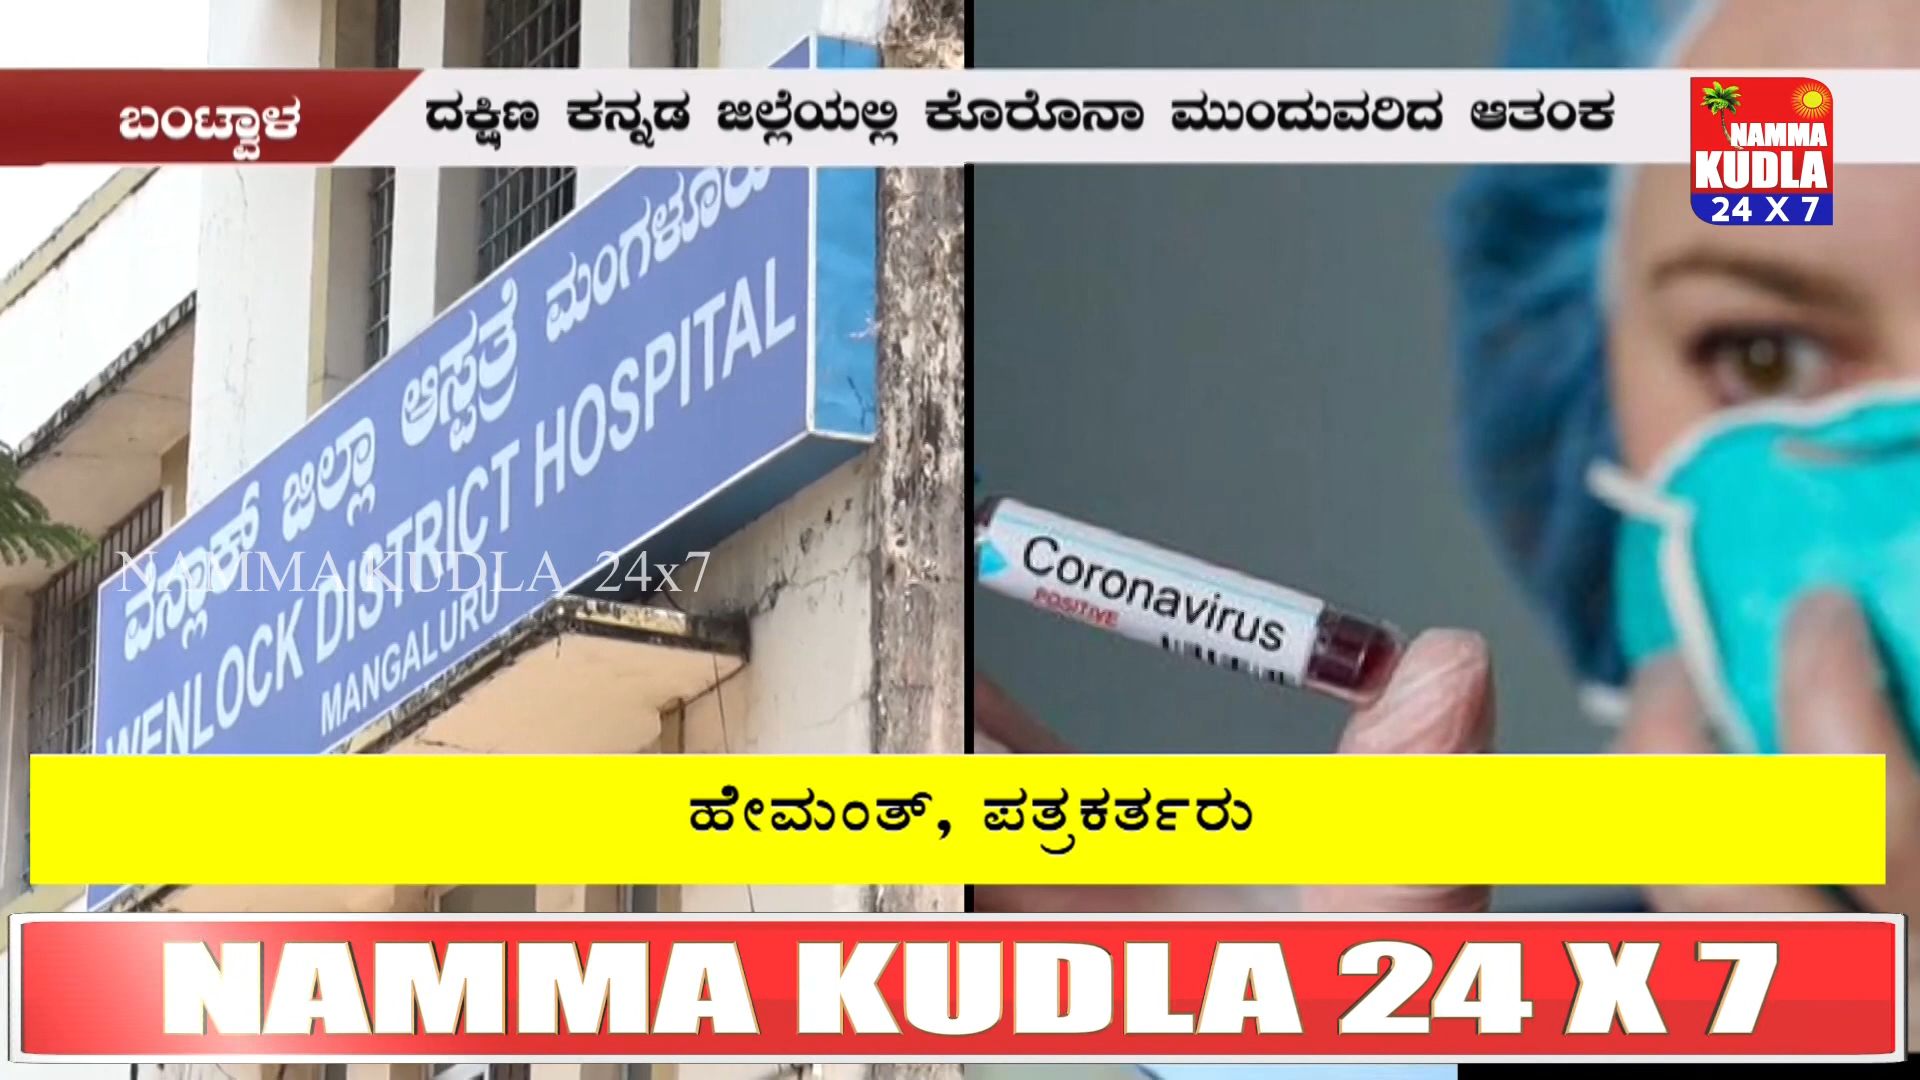 ಬಂಟ್ವಾಳ
ದಕ್ಷಿಣ ಕನ್ನಡ ಜಿಲ್ಲೆಯಲ್ಲಿ ಕೊರೊನಾ ಮುಂದುವರಿದ ಆತಂಕ
NAMMA
KUDLA
24 X 7
ವೆನ್ಲಾಕ್ ಜಿಲ್ಲಾ ಆಸ್ಪತ್ರೆ ಮಂಗಳೂರು
WENLOCK DISTRICT HOSPITAL
MANGALURU
NAMMA KUDLA 24x7
Coronavirus
POSITIVE
ಹೇಮಂತ್, ಪತ್ರಕರ್ತರು
NAMMA KUDLA 24 X 7